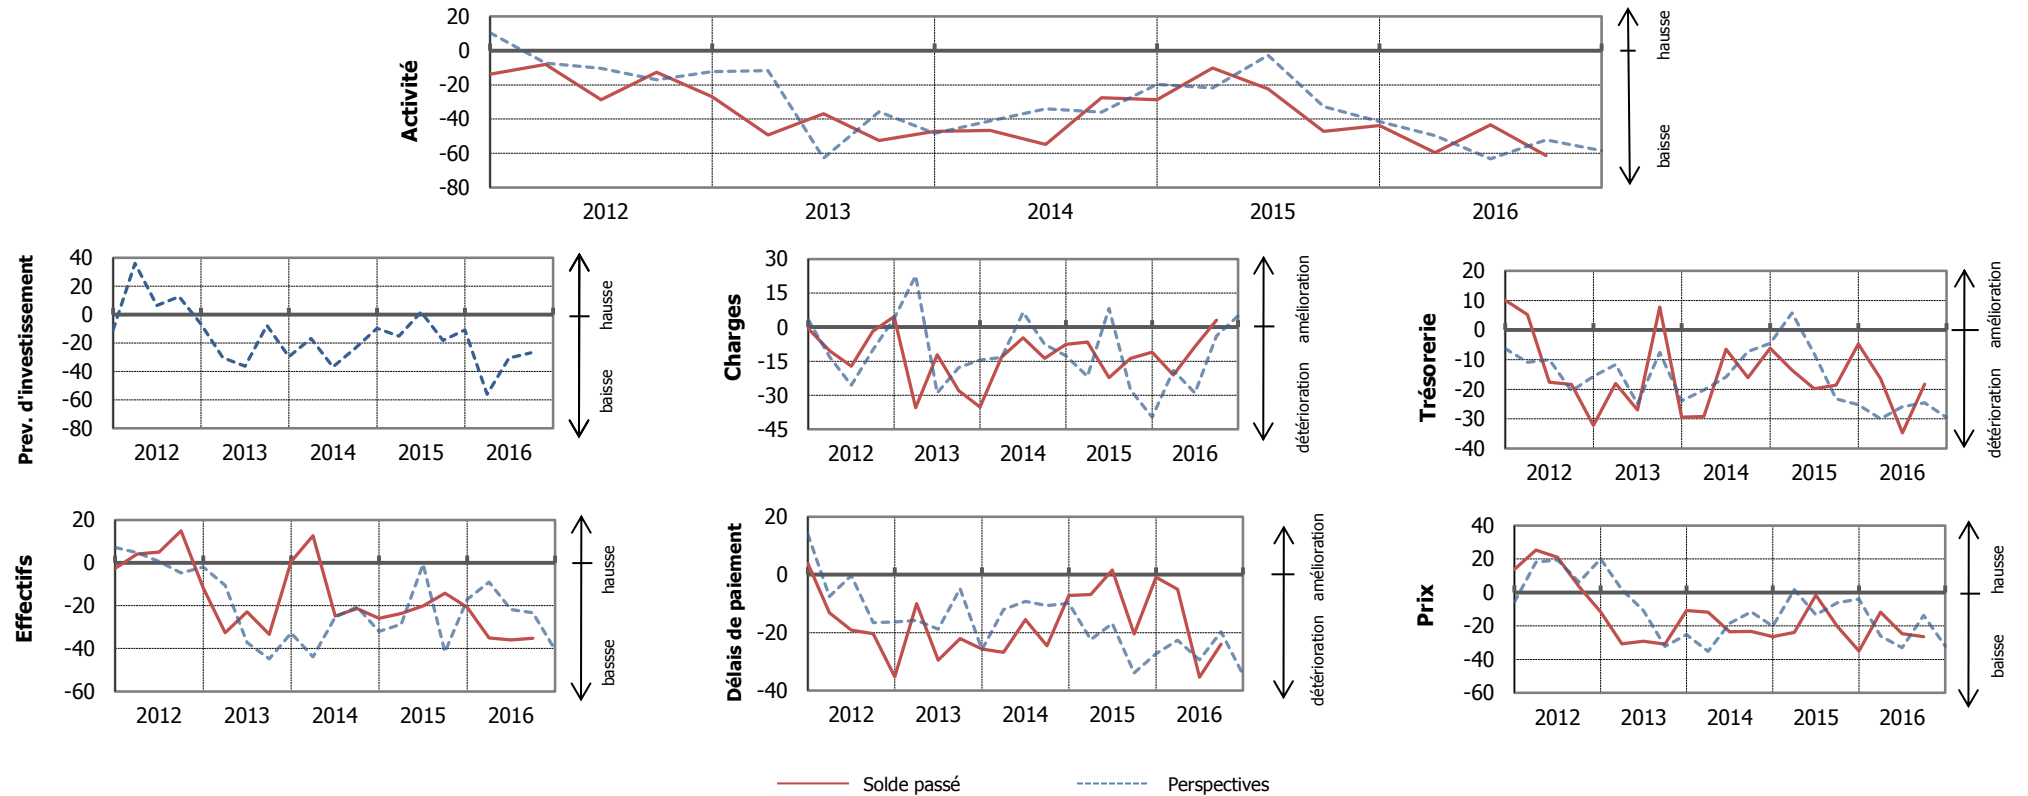 Activité
20
0
-20
-40
-60
-80
2012 2013 2014 2015 2016
hausse
baisse
Prev. d'investissement
40
20
0
-20
-40
-60
-80
2012 2013 2014 2015 2016
hausse
baisse
Charges
30
15
0
-15
-30
-45
2012 2013 2014 2015 2016
amélioration
détérioration
Trésorerie
20
10
0
-10
-20
-30
-40
2012 2013 2014 2015 2016
amélioration
détérioration
Effectifs
20
0
-20
-40
-60
2012 2013 2014 2015 2016
hausse
bassse
Délais de paiement
20
0
-20
-40
2012 2013 2014 2015 2016
amélioration
détérioration
Prix
40
20
0
-20
-40
-60
2012 2013 2014 2015 2016
hausse
baisse
Solde passé Perspectives